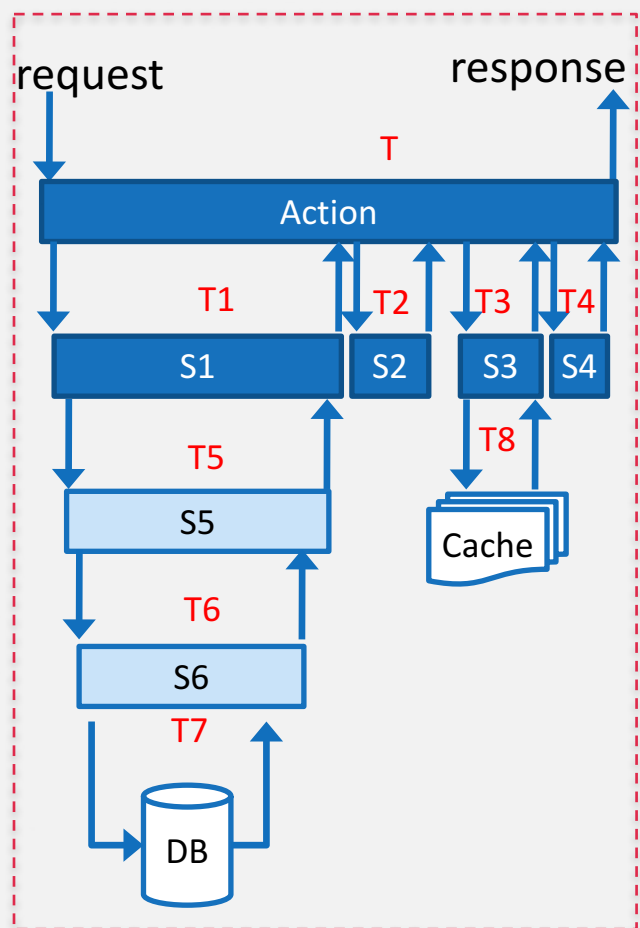 request
response
T
Action
T1
T2
T3
T4
S1
S2
S3
S4
T5
T8
S5
Cache
T6
S6
T7
DB